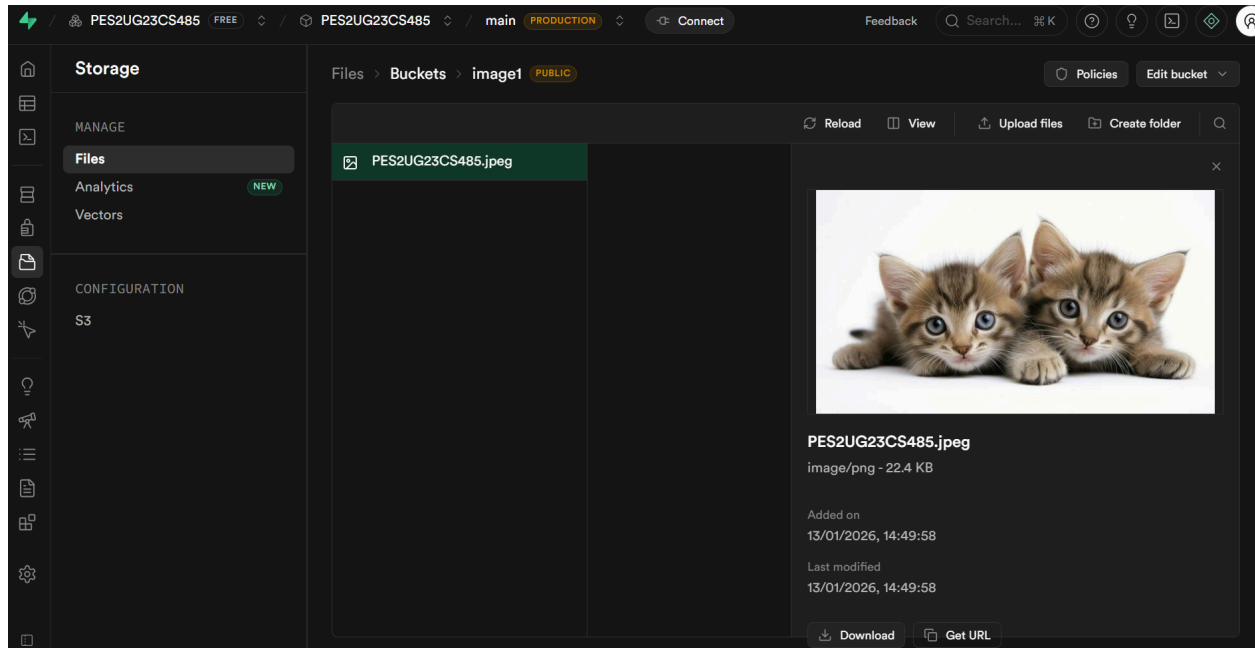 PES2UG23CS485 FREE / PES2UG23CS485 / main PRODUCTION Connect Feedback Search... ⌘ K
Storage
Files > Buckets > image1 PUBLIC Policies Edit bucket
Reload View Upload files Create folder
MANAGE
Files
Analytics NEW
Vectors
CONFIGURATION
S3
PES2UG23CS485.jpeg
PES2UG23CS485.jpeg
image/png - 22.4 KB
Added on
13/01/2026, 14:49:58
Last modified
13/01/2026, 14:49:58
Download Get URL